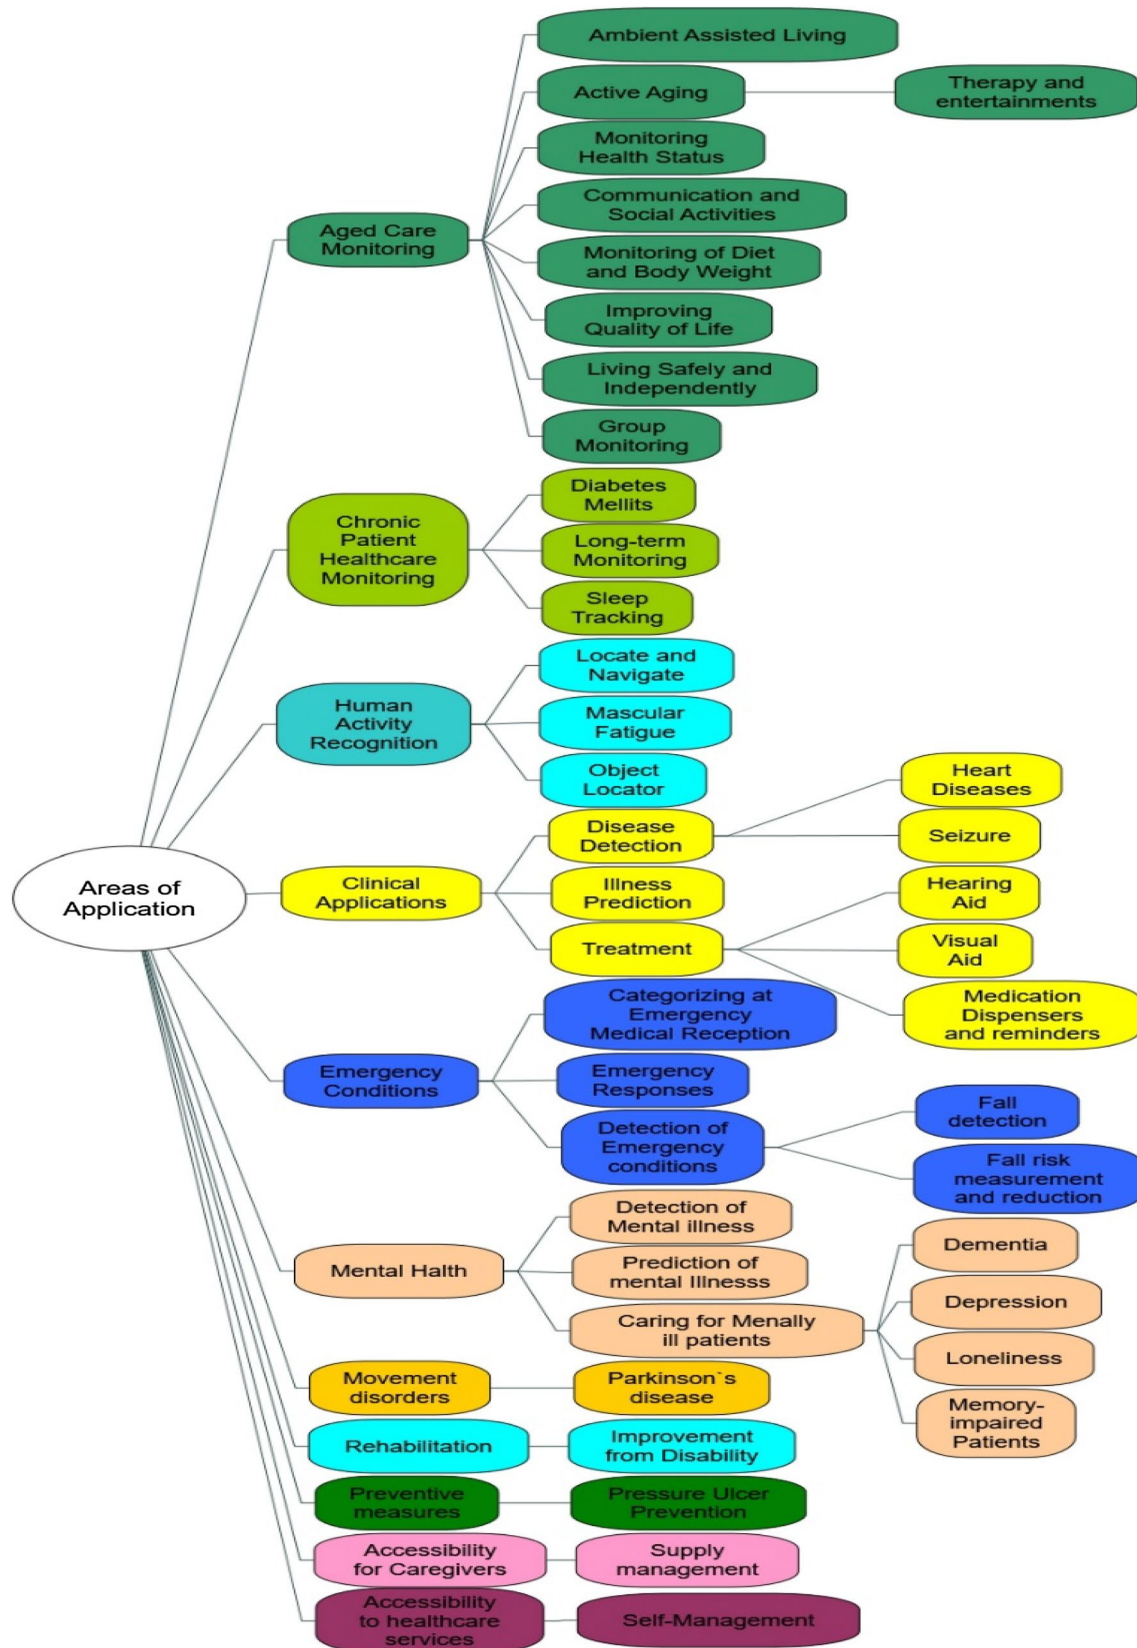 Areas of
Application
Aged Care
Monitoring
Ambient Assisted Living
Active Aging
Therapy and
entertainments
Monitoring
Health Status
Communication and
Social Activities
Monitoring of Diet
and Body Weight
Improving
Quality of Life
Living Safely and
Independently
Group
Monitoring
Chronic
Patient
Healthcare
Monitoring
Diabetes
Mellits
Long-term
Monitoring
Sleep
Tracking
Human
Activity
Recognition
Locate and
Navigate
Mascular
Fatigue
Object
Locator
Clinical
Applications
Disease
Detection
Heart
Diseases
Seizure
Illness
Prediction
Treatment
Hearing
Aid
Visual
Aid
Medication
Dispensers
and reminders
Emergency
Conditions
Categorizing at
Emergency
Medical Reception
Emergency
Responses
Detection of
Emergency
conditions
Fall
detection
Fall risk
measurement
and reduction
Mental Halth
Detection of
Mental illness
Prediction of
mental Illnesss
Caring for Menally
ill patients
Dementia
Depression
Loneliness
Memory-
impaired
Patients
Movement
disorders
Parkinson`s
disease
Rehabilitation
Improvement
from Disability
Preventive
measures
Pressure Ulcer
Prevention
Accessibility
for Caregivers
Supply
management
Accessibility
to healthcare
services
Self-Management